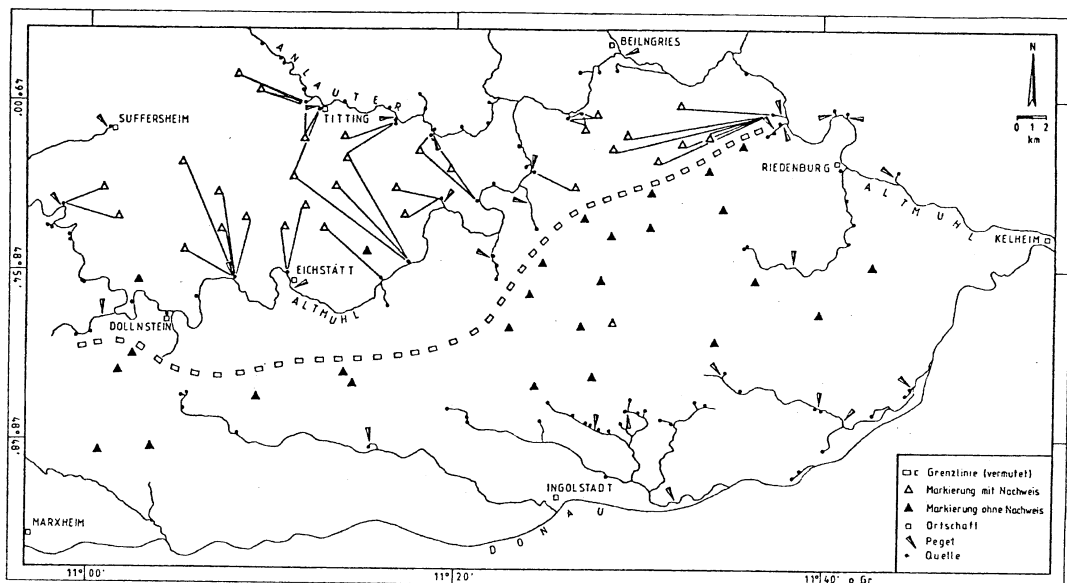 BEILNGRIES
N
0 1 2
km
ANLAUTER
TITTING
SUFFERSHEIM
RIEDENBURG
ALTMUHL
KELHEIM
EICHSTÄTT
ALTMUHL
DOLLNSTEIN
INGOLSTADT
DONAU
MARXHEIM
49°00'
48°54'
48°48'
Grenzlinie (vermutet)
Markierung mit Nachweis
Markierung ohne Nachweis
Ortschaft
Pegel
Quelle
11° 00'
11° 20'
11° 40' o Gr